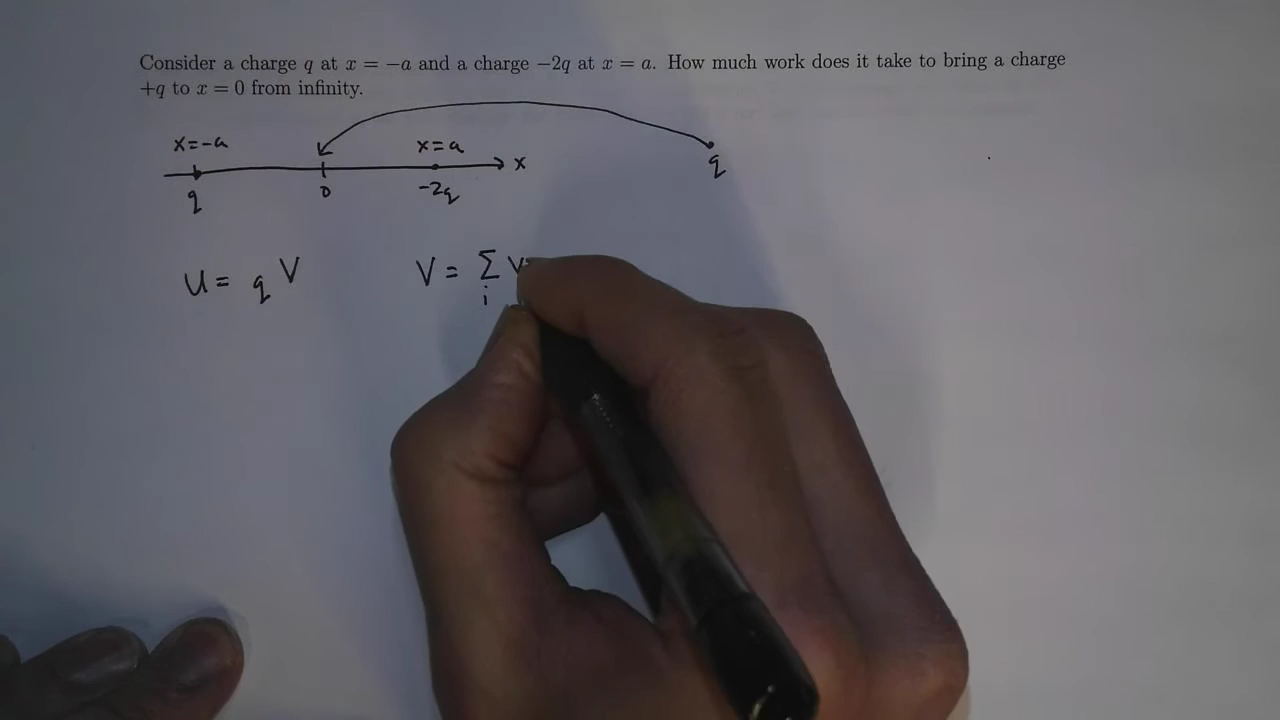 Consider a charge q at x = −a and a charge −2q at x = a. How much work does it take to bring a charge
+q to x = 0 from infinity.
x=-a x=a x
q 0 -2q q
U = q V V = Σ V
i